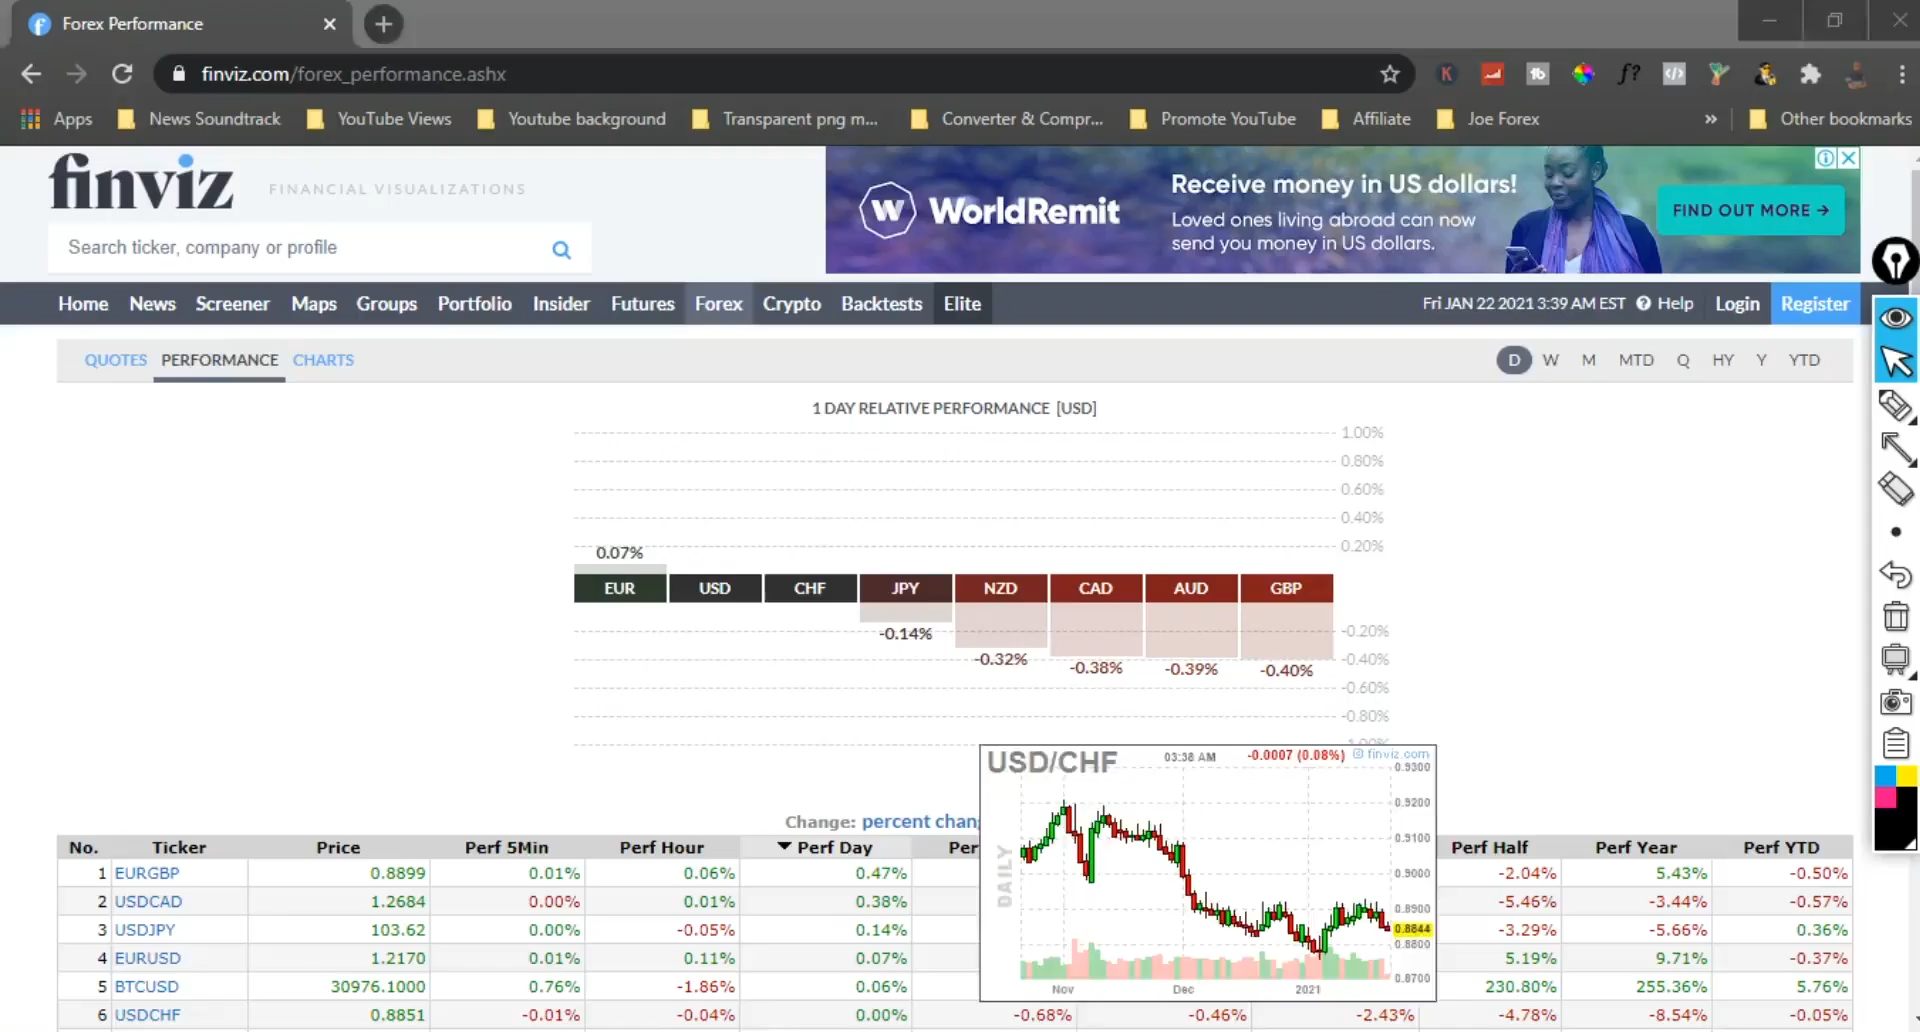 Forex Performance
finviz.com/forex_performance.ashx
Apps News Soundtrack YouTube Views Youtube background Transparent png m... Converter & Compr... Promote YouTube Affiliate Joe Forex » Other bookmarks
finviz FINANCIAL VISUALIZATIONS
Search ticker, company or profile
W WorldRemit
Receive money in US dollars!
Loved ones living abroad can now
send you money in US dollars.
FIND OUT MORE →
Home News Screener Maps Groups Portfolio Insider Futures Forex Crypto Backtests Elite Fri JAN 22 2021 3:39 AM EST Help Login Register
QUOTES PERFORMANCE CHARTS D W M MTD Q HY Y YTD
1 DAY RELATIVE PERFORMANCE [USD]
1.00%
0.80%
0.60%
0.40%
0.20%
0.07%
EUR USD CHF JPY NZD CAD AUD GBP
-0.14% -0.32% -0.38% -0.39% -0.40%
-0.20%
-0.40%
-0.60%
-0.80%
USD/CHF 03:38 AM -0.0007 (0.08%) finviz.com
DAILY
0.9300
0.9200
0.9100
0.9000
0.8900
0.8844
0.8800
0.8700
Nov Dec 2021
Change: percent chan
No. Ticker Price Perf 5Min Perf Hour Perf Day Per Perf Half Perf Year Perf YTD
1 EURGBP 0.8899 0.01% 0.06% 0.47% -2.04% 5.43% -0.50%
2 USDCAD 1.2684 0.00% 0.01% 0.38% -5.46% -3.44% -0.57%
3 USDJPY 103.62 0.00% -0.05% 0.14% -3.29% -5.66% 0.36%
4 EURUSD 1.2170 0.01% 0.11% 0.07% 5.19% 9.71% -0.37%
5 BTCUSD 30976.1000 0.76% -1.86% 0.06% 230.80% 255.36% 5.76%
6 USDCHF 0.8851 -0.01% -0.04% 0.00% -0.68% -0.46% -2.43% -4.78% -8.54% -0.05%